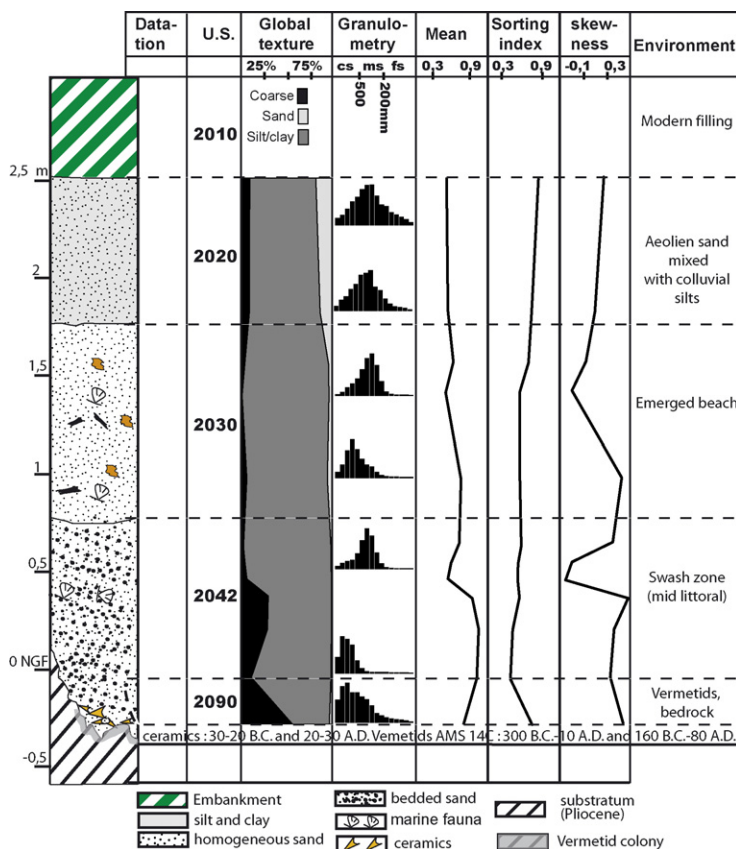 Data-
tion
U.S.
Global
texture
Granulo-
metry
Mean
Sorting
index
skew-
ness
Environment
25% 75%
cs ms fs
0,3 0,9
0,3 0,9
-0,1 0,3
500
200mm
Coarse
Sand
Silt/clay
2010
Modern filling
2,5 m
2020
Aeolien sand
mixed
with colluvial
silts
2
1,5
2030
Emerged beach
1
0,5
2042
Swash zone
(mid littoral)
0 NGF
2090
Vermetids,
bedrock
ceramics :30-20 B.C. and 20-30 A.D. Vemetids AMS 14C :300 B.C.-10 A.D. and 160 B.C.-80 A.D.
-0,5
Embankment
silt and clay
homogeneous sand
bedded sand
marine fauna
ceramics
substratum
(Pliocene)
Vermetid colony